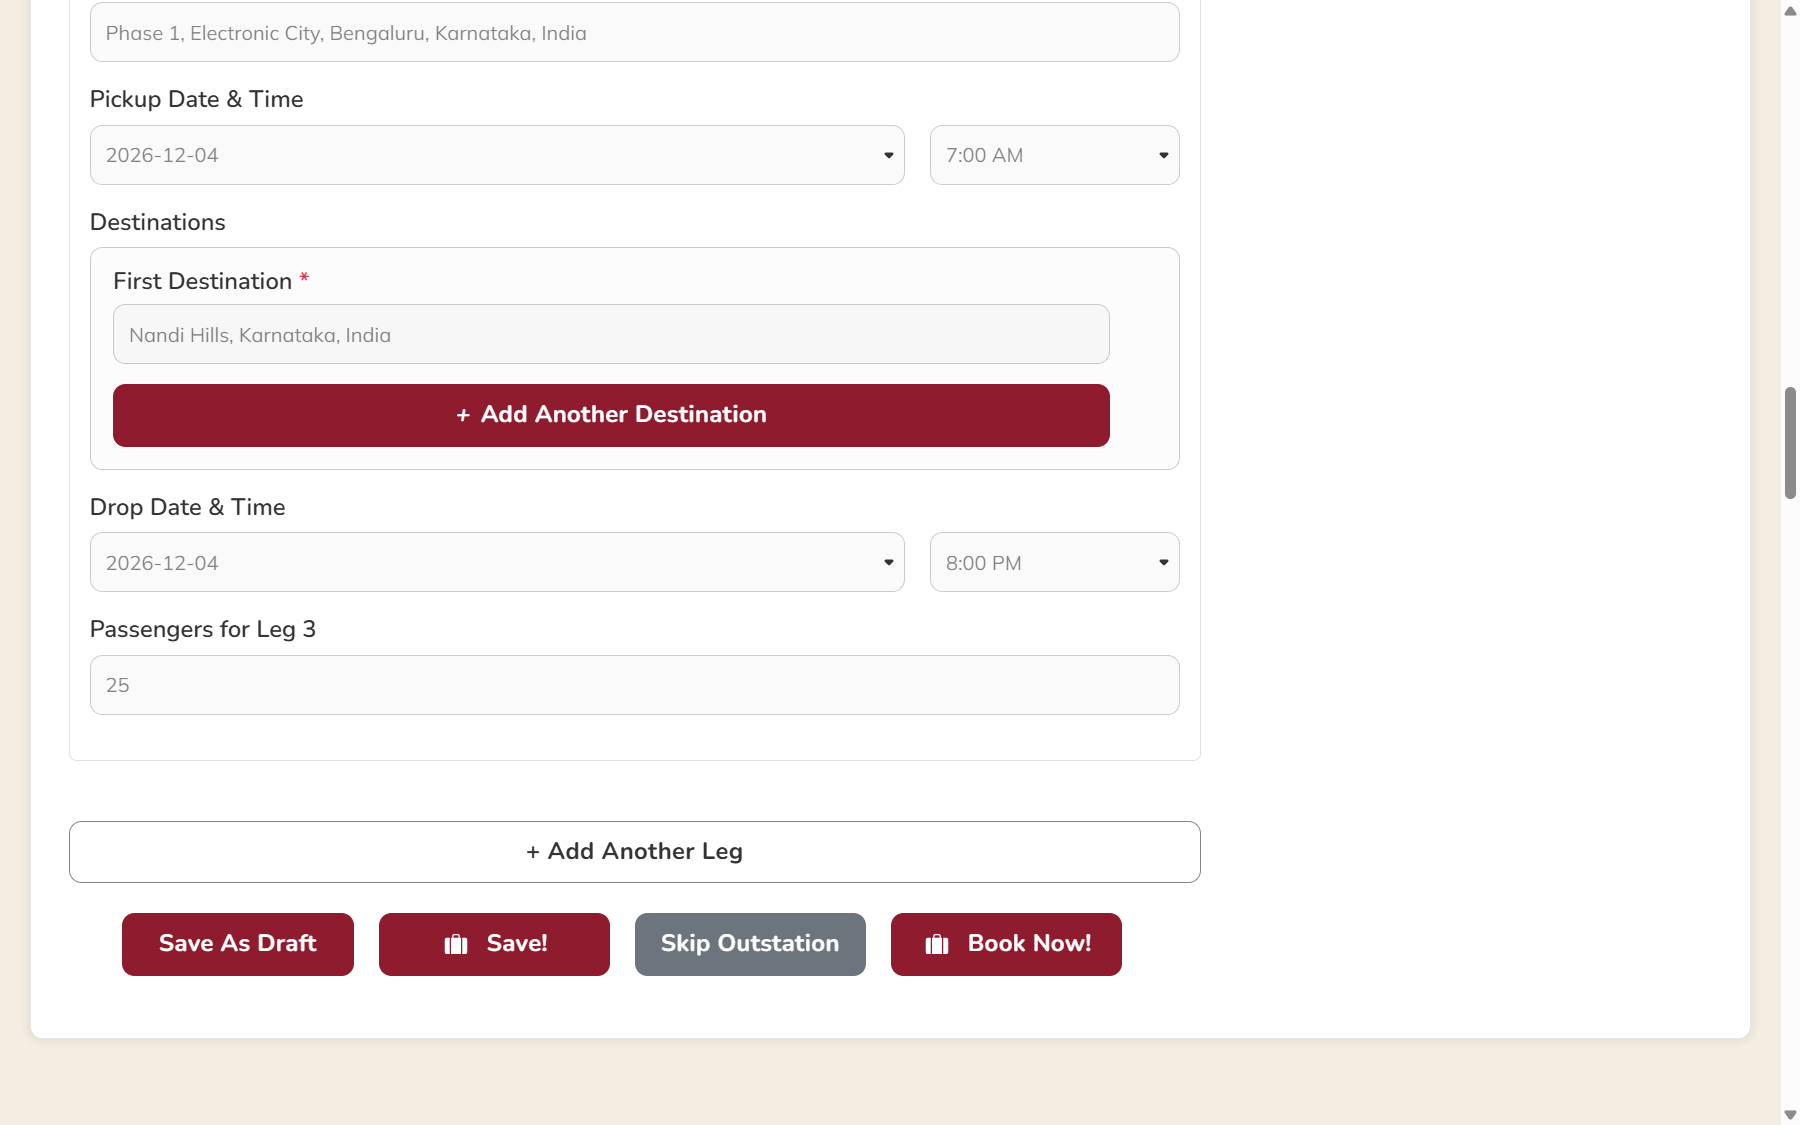 Phase 1, Electronic City, Bengaluru, Karnataka, India
Pickup Date & Time
2026-12-04
7:00 AM
Destinations
First Destination *
Nandi Hills, Karnataka, India
+ Add Another Destination
Drop Date & Time
2026-12-04
8:00 PM
Passengers for Leg 3
25
+ Add Another Leg
Save As Draft
Save!
Skip Outstation
Book Now!